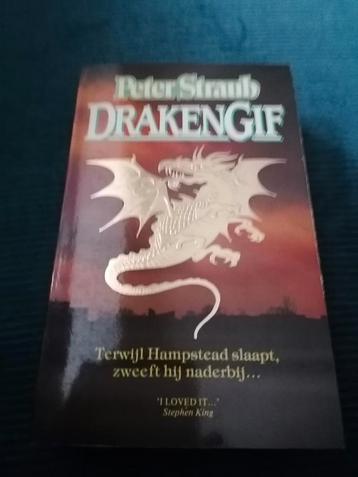 Peter Straub
DRAKENGIF
Terwijl Hampstead slaapt,
zweeft hij naderbij...
'I LOVED IT...'
Stephen King